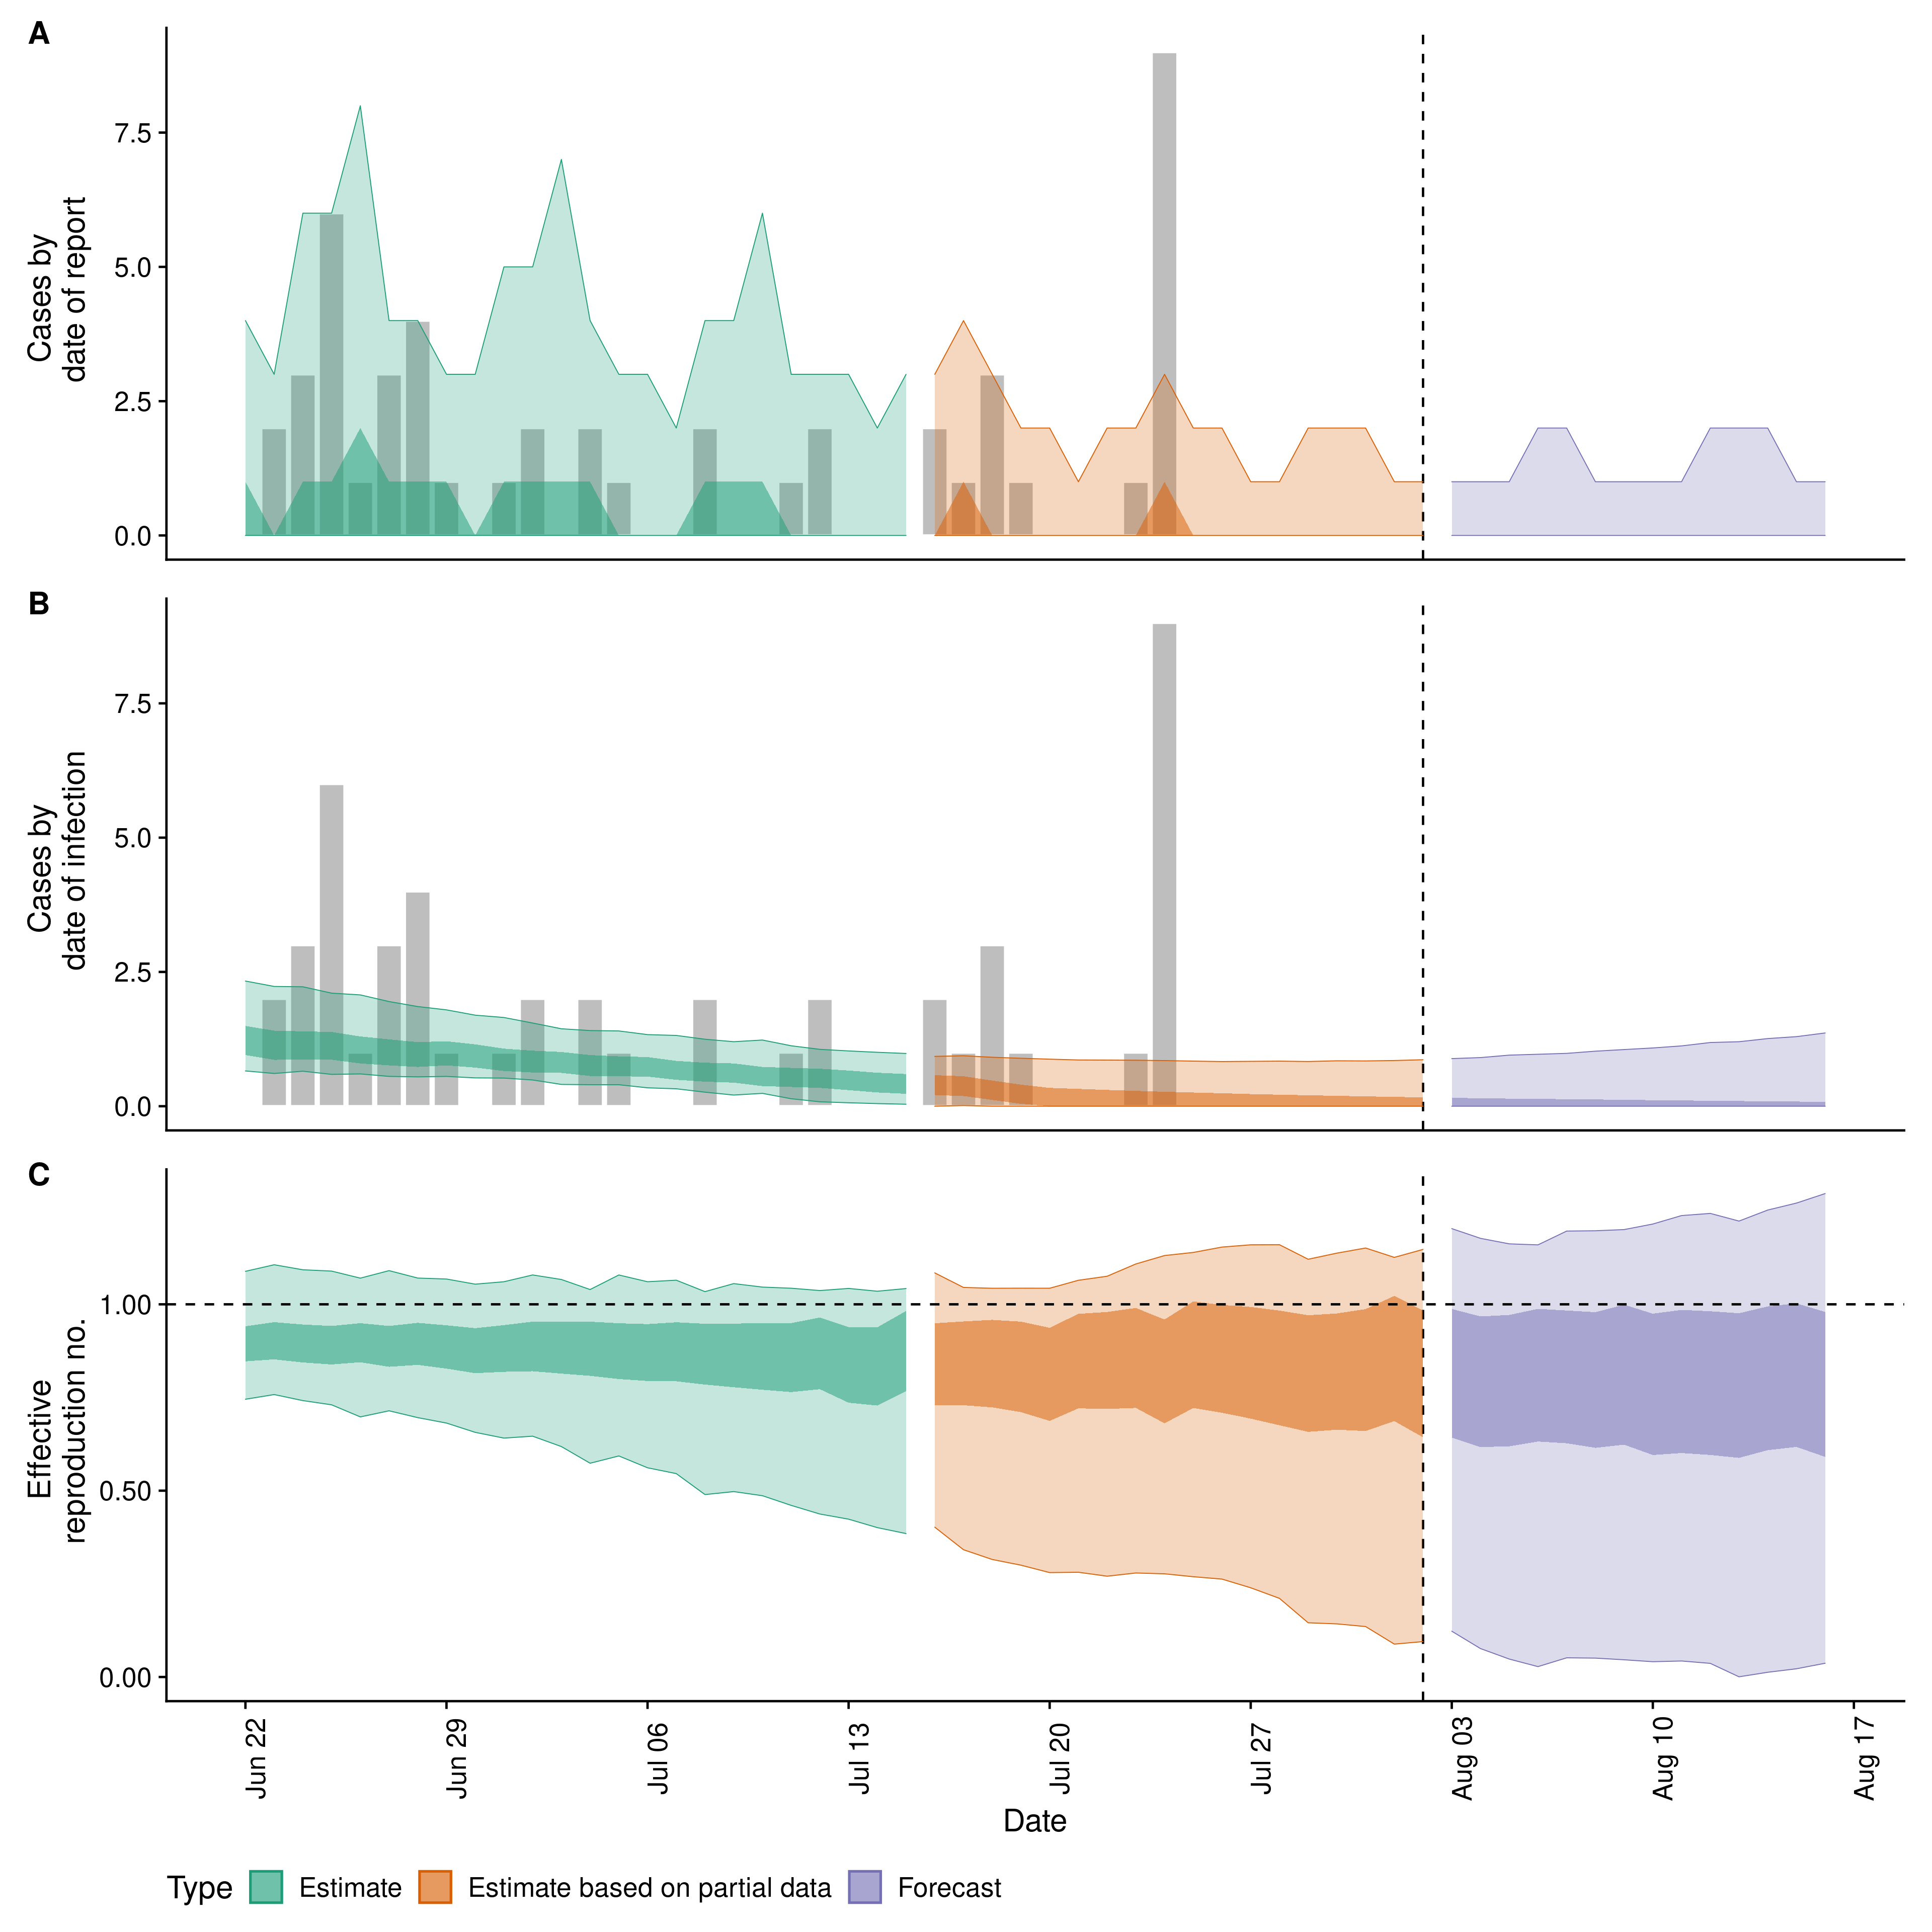 A
Cases by
date of report
7.5
5.0
2.5
0.0
B
Cases by
date of infection
7.5
5.0
2.5
0.0
C
Effective
reproduction no.
1.00
0.50
0.00
Jun 22
Jun 29
Jul 06
Jul 13
Jul 20
Jul 27
Aug 03
Aug 10
Aug 17
Date
Type Estimate Estimate based on partial data Forecast